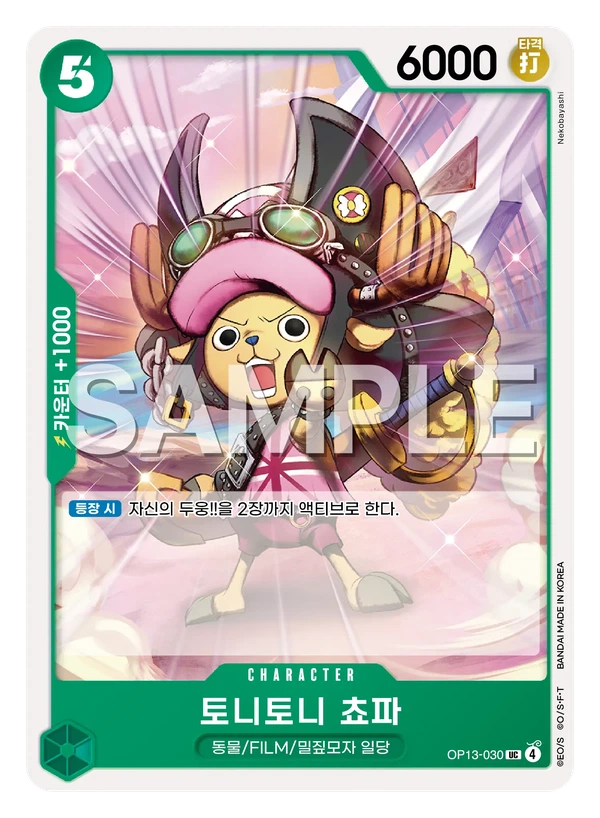 5
6000
타격
打
Nekobayashi
카운터 +1000
SAMPLE
등장 시 자신의 두웅!!을 2장까지 액티브로 한다.
CHARACTER
토니토니 쵸파
동물/FILM/밀짚모자 일당
OP13-030 UC 4
©EO/S ©O/S·F·T BANDAI MADE IN KOREA